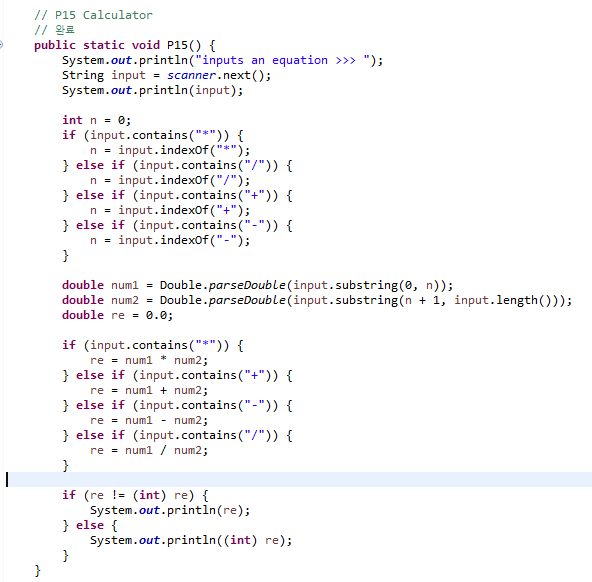 // P15 Calculator
// 완료
public static void P15() {
    System.out.println("inputs an equation >>> ");
    String input = scanner.next();
    System.out.println(input);

    int n = 0;
    if (input.contains("*")) {
        n = input.indexOf("*");
    } else if (input.contains("/")) {
        n = input.indexOf("/");
    } else if (input.contains("+")) {
        n = input.indexOf("+");
    } else if (input.contains("-")) {
        n = input.indexOf("-");
    }

    double num1 = Double.parseDouble(input.substring(0, n));
    double num2 = Double.parseDouble(input.substring(n + 1, input.length()));
    double re = 0.0;

    if (input.contains("*")) {
        re = num1 * num2;
    } else if (input.contains("+")) {
        re = num1 + num2;
    } else if (input.contains("-")) {
        re = num1 - num2;
    } else if (input.contains("/")) {
        re = num1 / num2;
    }

    if (re != (int) re) {
        System.out.println(re);
    } else {
        System.out.println((int) re);
    }
}